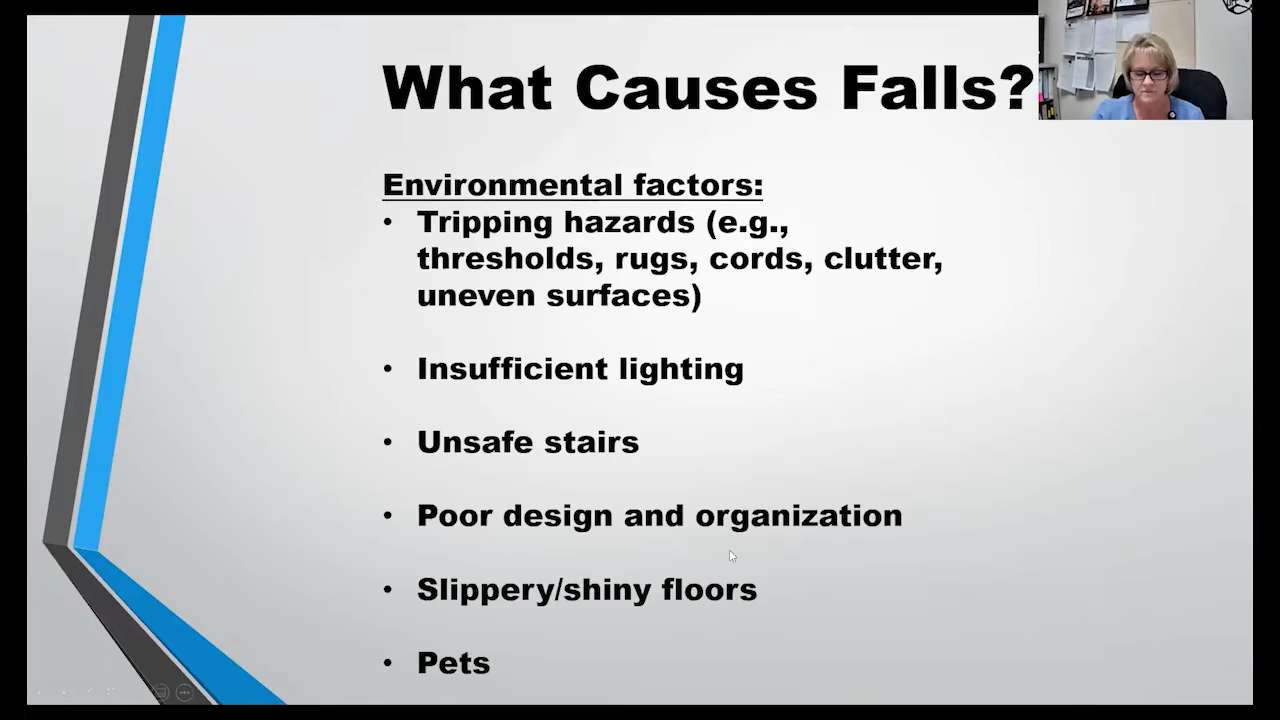 What Causes Falls?
Environmental factors:
• Tripping hazards (e.g.,
thresholds, rugs, cords, clutter,
uneven surfaces)
• Insufficient lighting
• Unsafe stairs
• Poor design and organization
• Slippery/shiny floors
• Pets